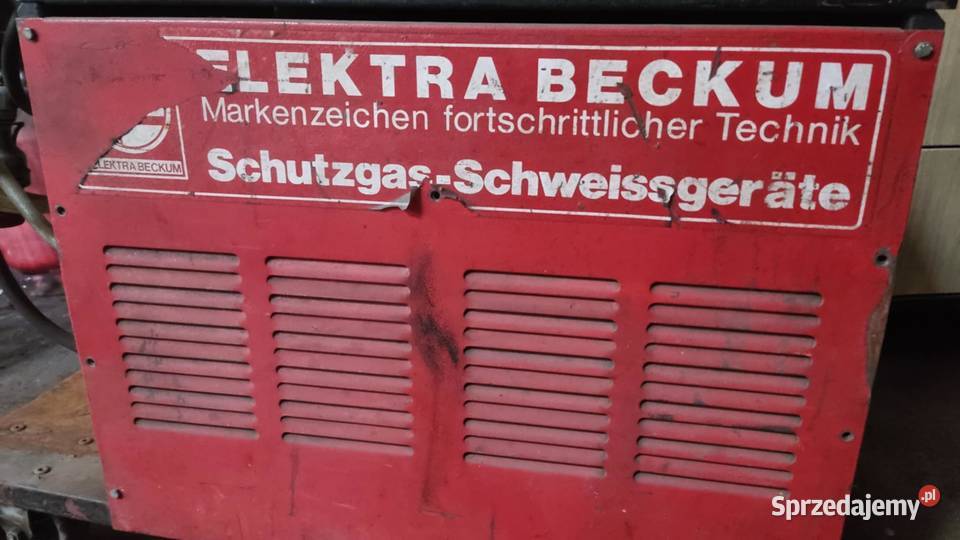 ELEKTRA BECKUM
Markenzeichen fortschrittlicher Technik
ELEKTRA BECKUM
Schutzgas-Schweissgeräte
Sprzedajemy.pl